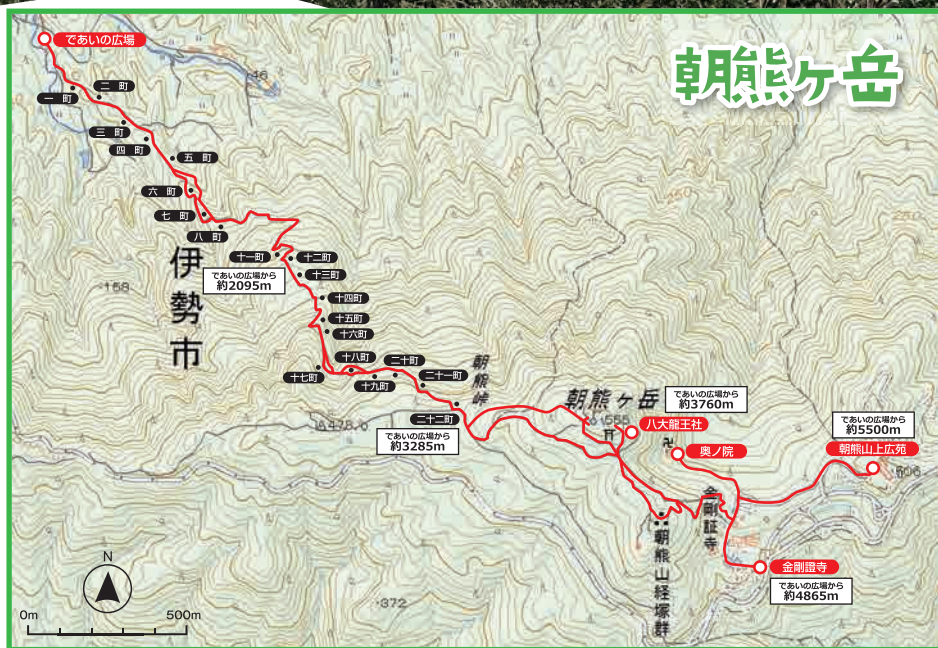 朝熊ヶ岳
であいの広場
46
一 町
二 町
三 町
四 町
五 町
六 町
七 町
八 町
伊勢市
158
250
十一町
十二町
であいの広場から
約2095m
十三町
十四町
十五町
十六町
十七町
十八町
十九町
二十町
二十一町
二十二町
朝熊峠
であいの広場から
約3285m
478.0
朝熊ヶ岳
555
であいの広場から
約3760m
八大龍王社
奥ノ院
であいの広場から
約5500m
朝熊山上広苑
506
金剛証寺
朝熊山経塚群
金剛證寺
であいの広場から
約4865m
372
N
0m
500m